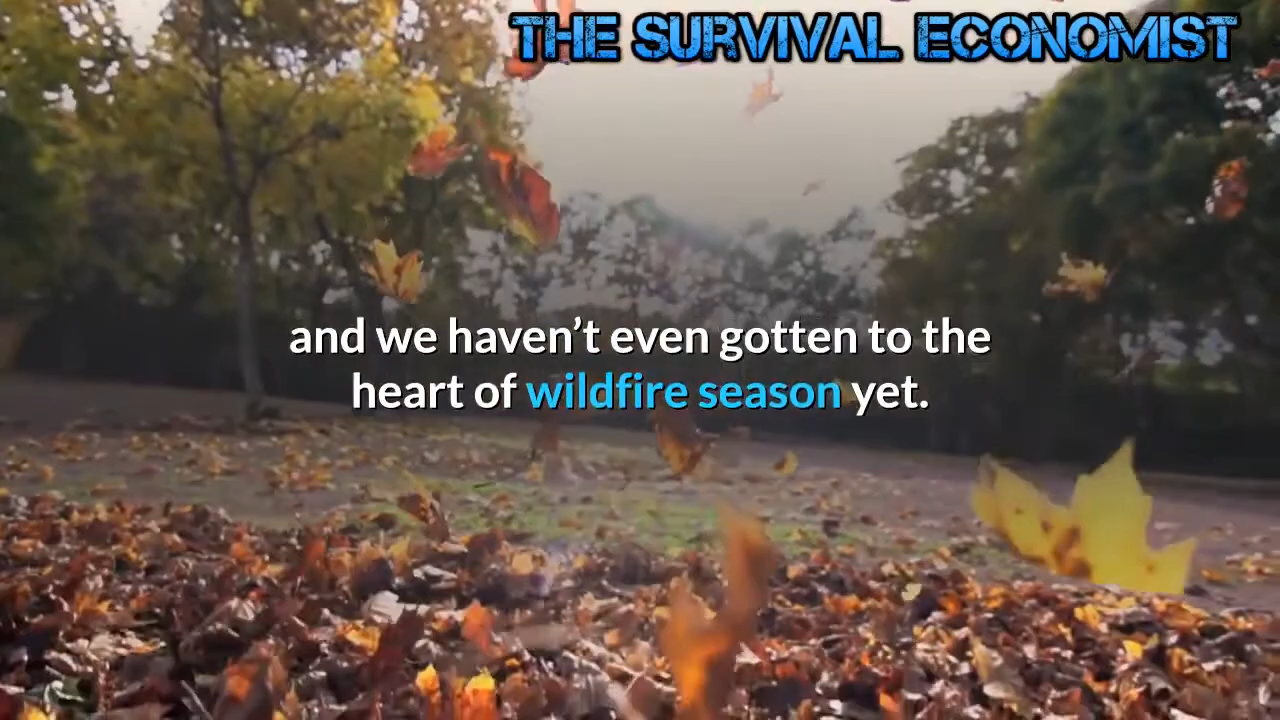 THE SURVIVAL ECONOMIST
and we haven’t even gotten to the
heart of wildfire season yet.